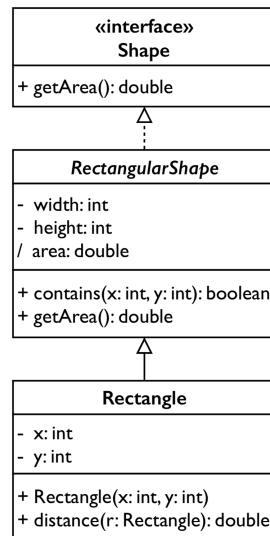 «interface»
Shape
+ getArea(): double
RectangularShape
- width: int
- height: int
/ area: double
+ contains(x: int, y: int): boolean
+ getArea(): double
Rectangle
- x: int
- y: int
+ Rectangle(x: int, y: int)
+ distance(r: Rectangle): double